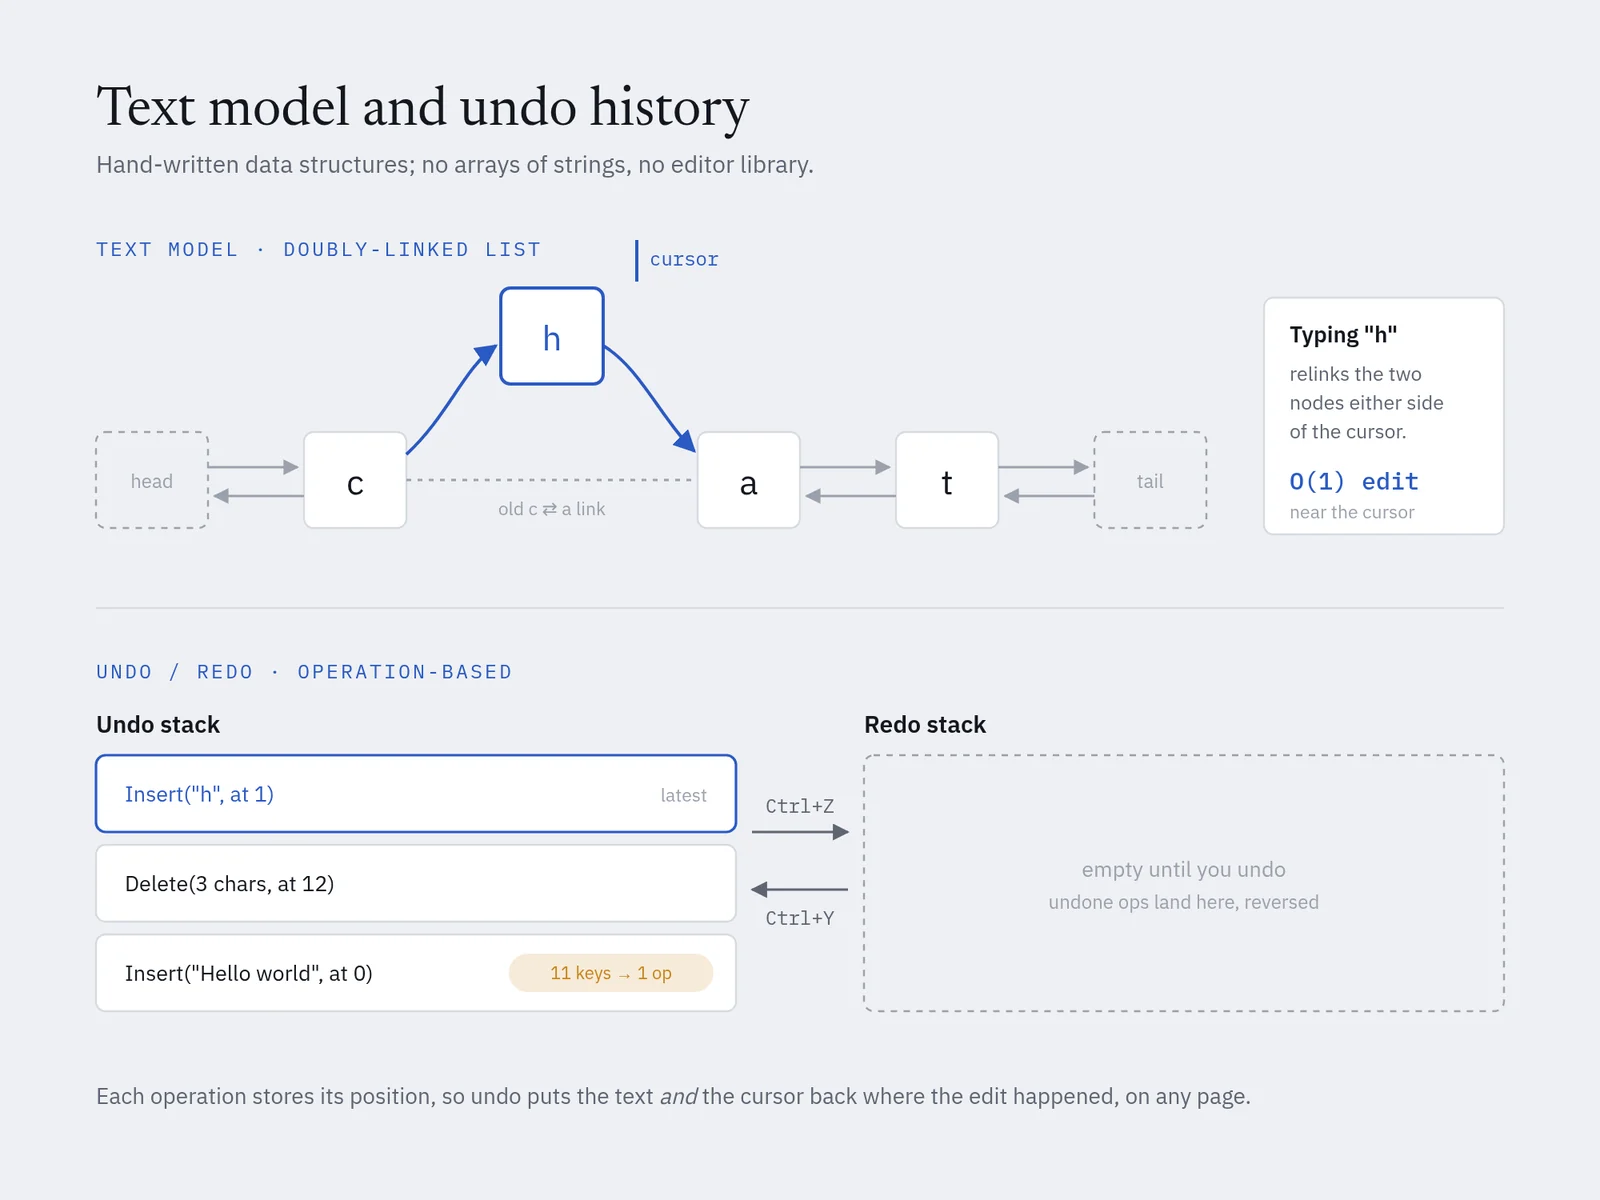 Text model and undo history
Hand-written data structures; no arrays of strings, no editor library.
TEXT MODEL · DOUBLY-LINKED LIST
cursor
h
head
c
old c ⇄ a link
a
t
tail
Typing "h"
relinks the two
nodes either side
of the cursor.
O(1) edit
near the cursor
UNDO / REDO · OPERATION-BASED
Undo stack
Insert("h", at 1)
latest
Delete(3 chars, at 12)
Insert("Hello world", at 0)
11 keys → 1 op
Ctrl+Z
Ctrl+Y
Redo stack
empty until you undo
undone ops land here, reversed
Each operation stores its position, so undo puts the text and the cursor back where the edit happened, on any page.